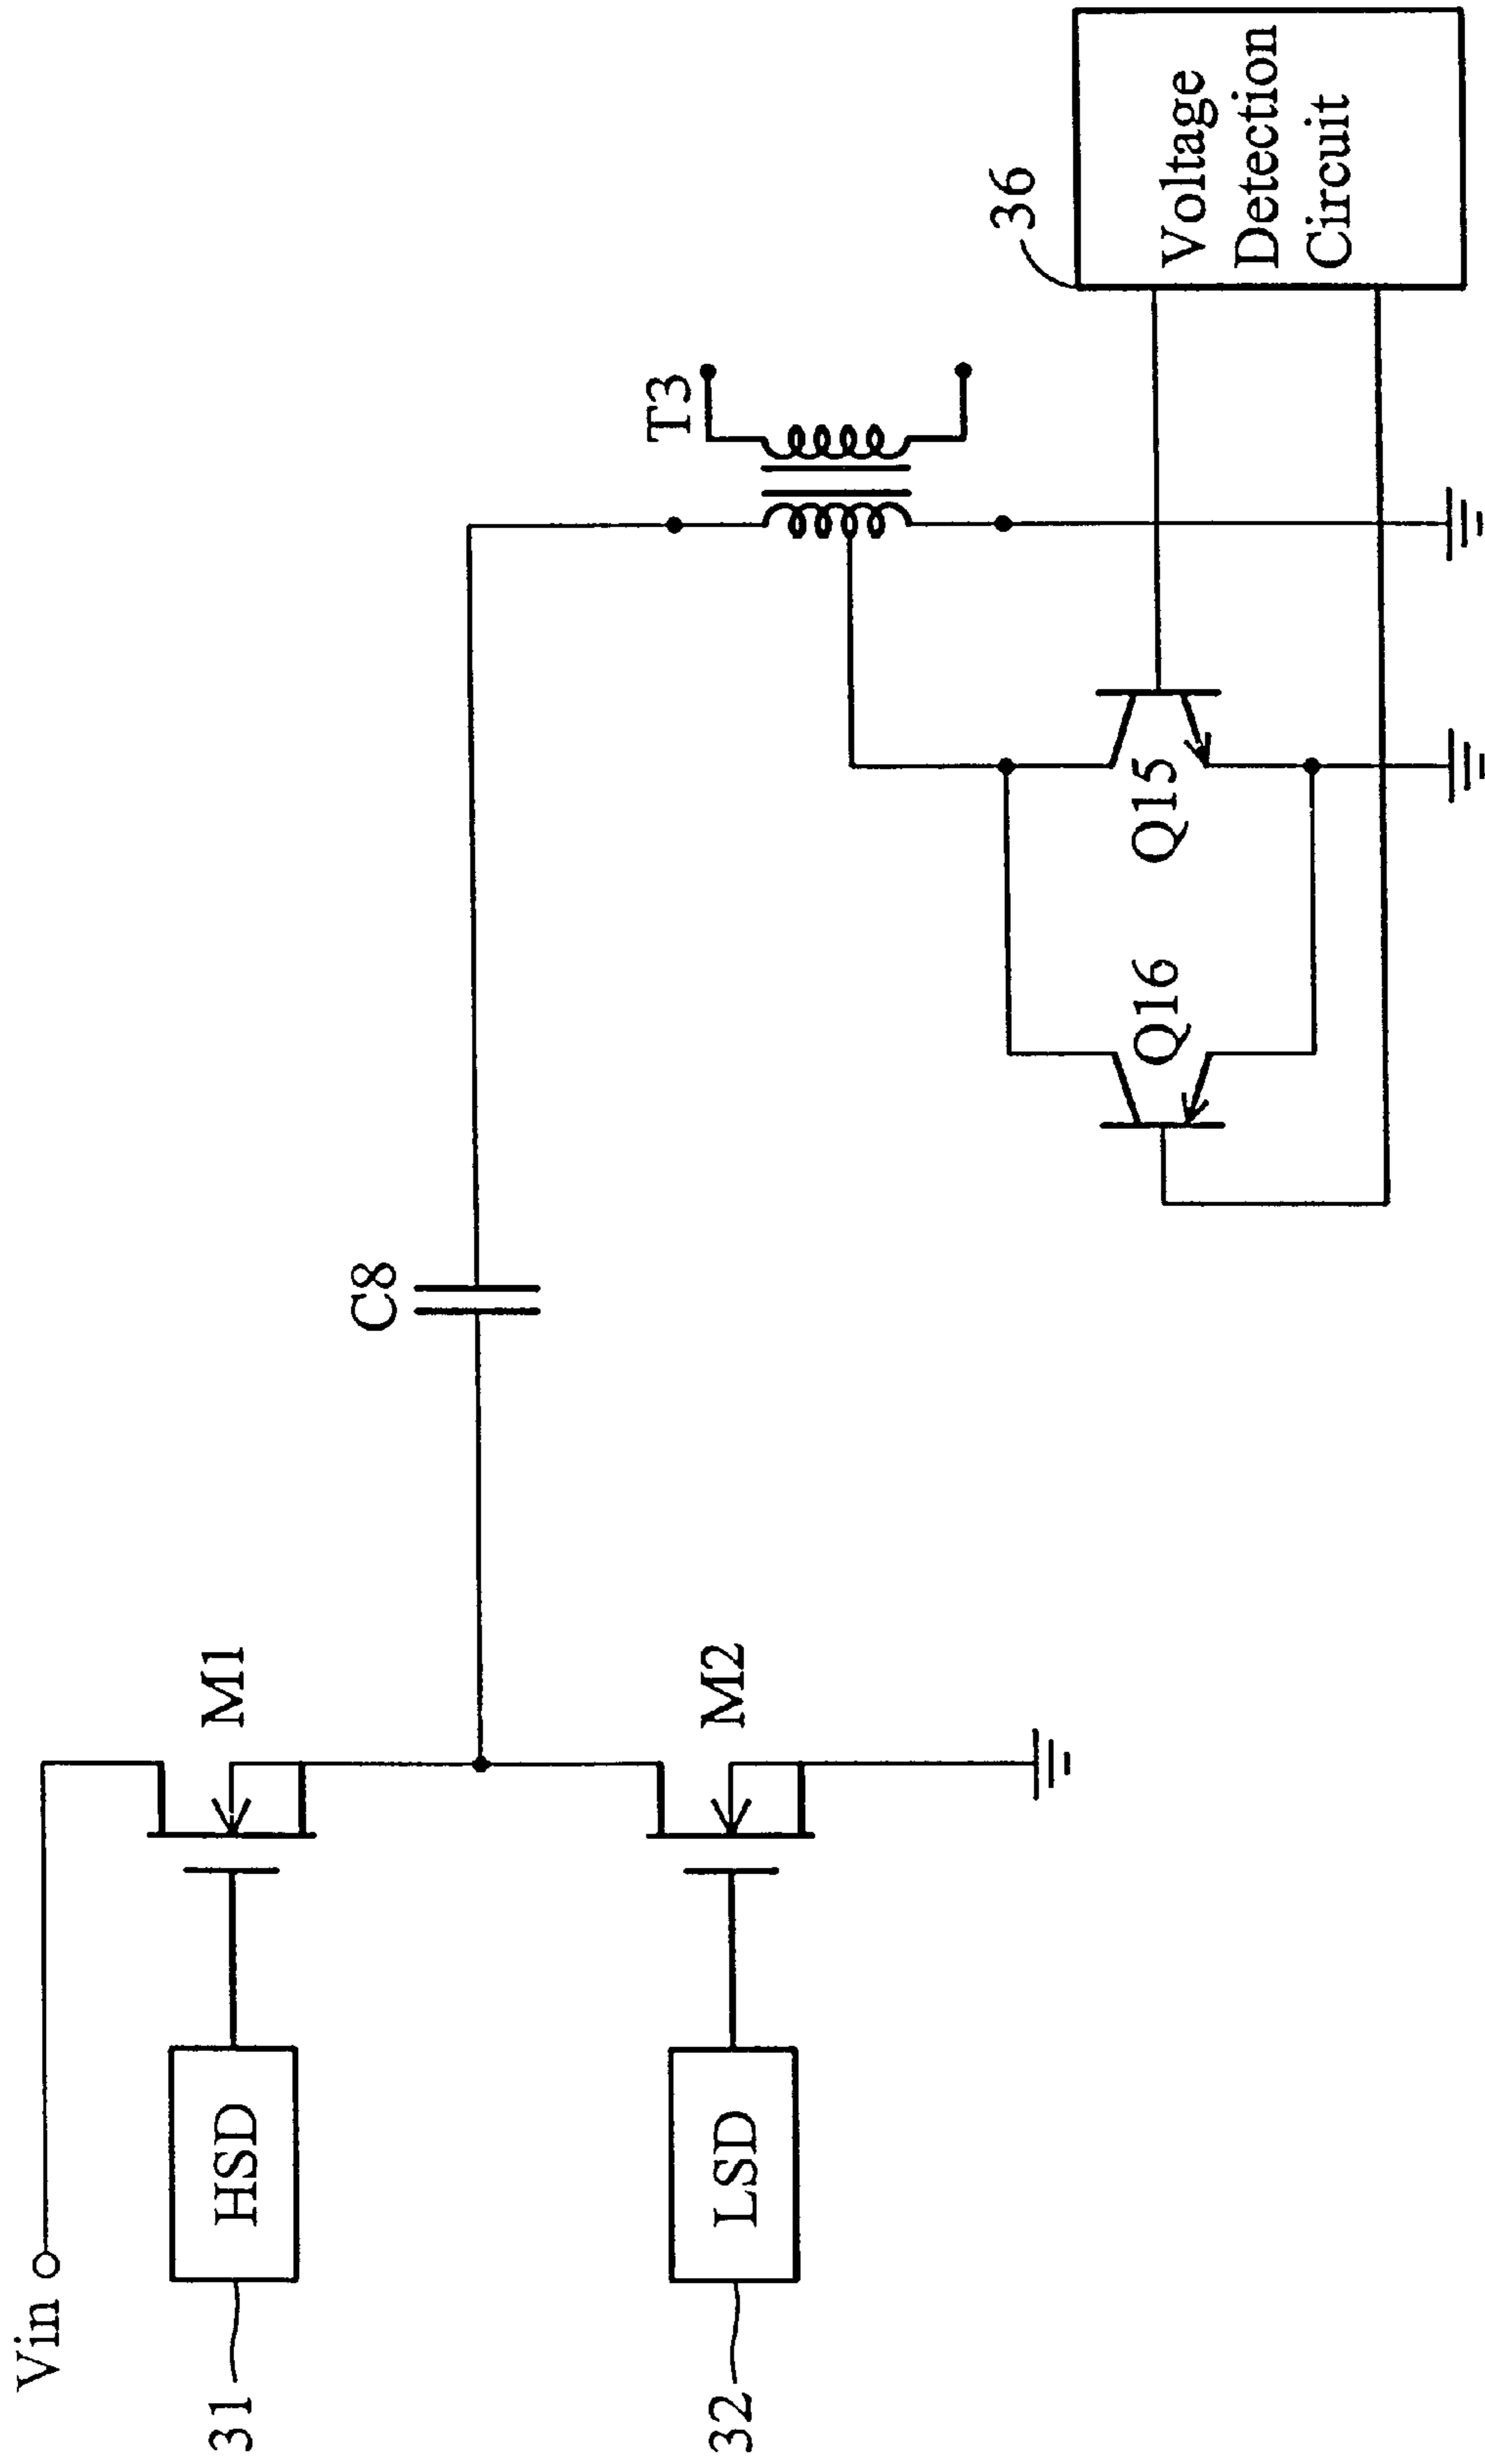 Vin
31
HSD
M1
32
LSD
M2
C8
T3
Q16
Q15
36
Voltage
Detection
Circuit